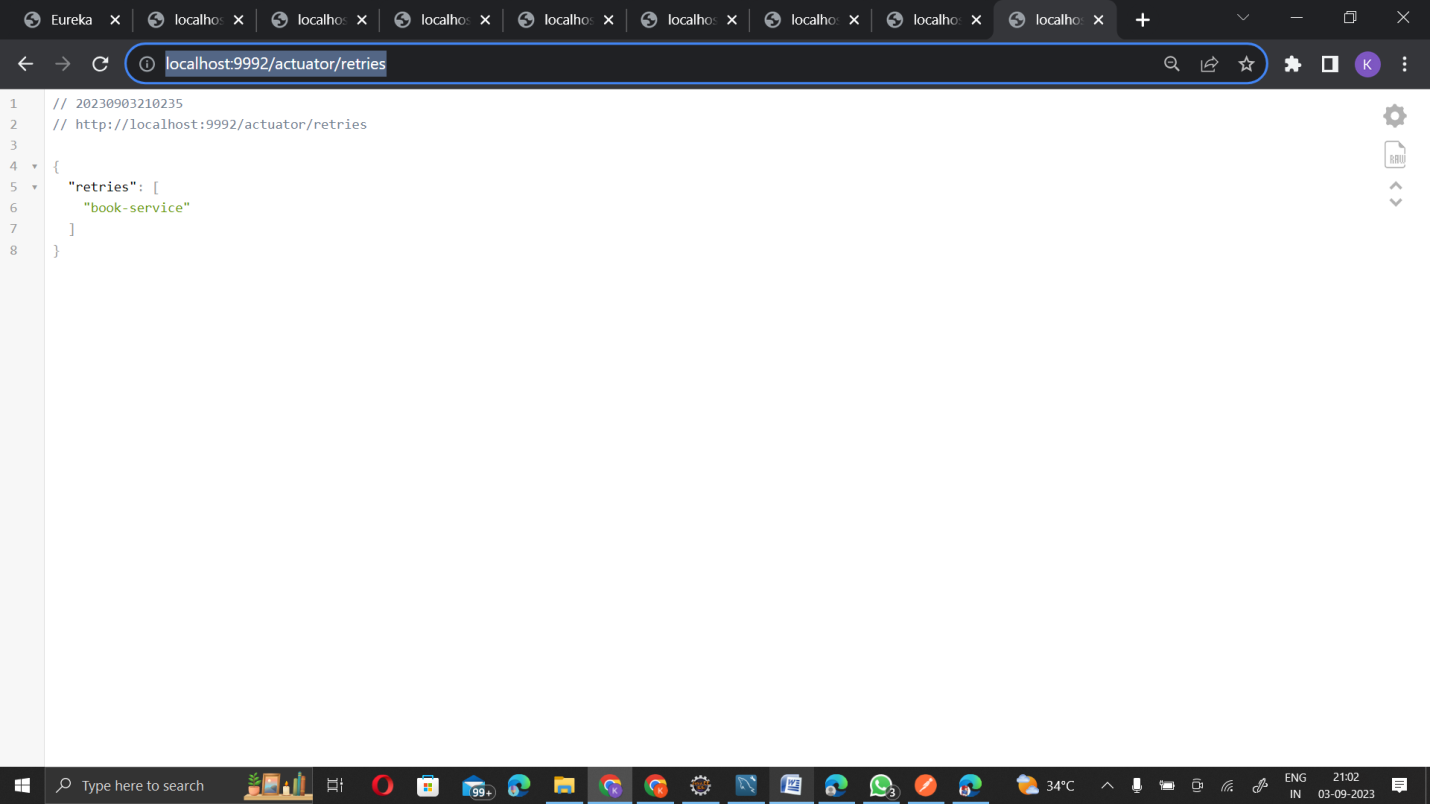 Eureka localhos localhos localhos localhos localhos localhos localhos localhos
localhost:9992/actuator/retries K
1 // 20230903210235
2 // http://localhost:9992/actuator/retries
3
4 {
5 "retries": [
6 "book-service"
7 ]
8 }
RAW
Type here to search 99+ K K 3 34°C ENG IN 21:02 03-09-2023